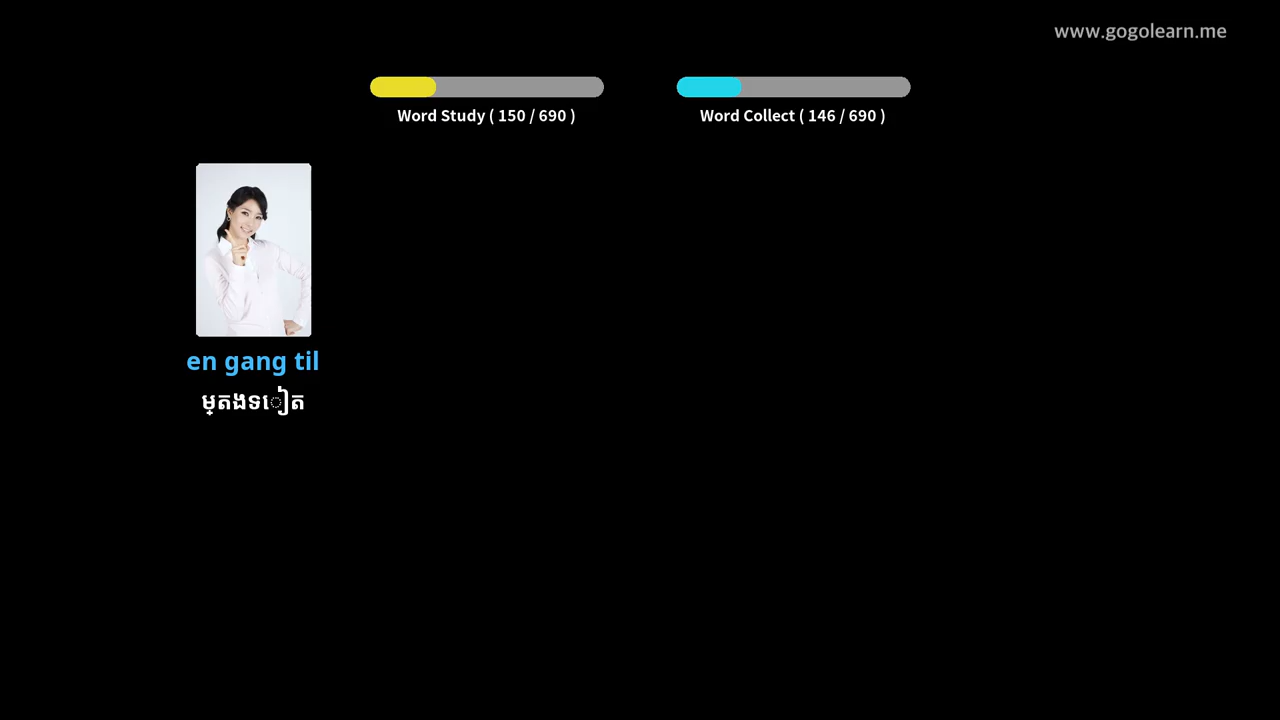 www.gogolearn.me
Word Study ( 150 / 690 )
Word Collect ( 146 / 690 )
en gang til
ម្តងទៀត